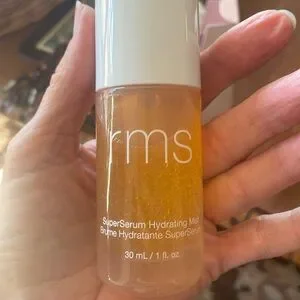 rms
SuperSerum Hydrating Mist
Brume Hydratante SuperSerum
30 mL / 1 fl. oz.